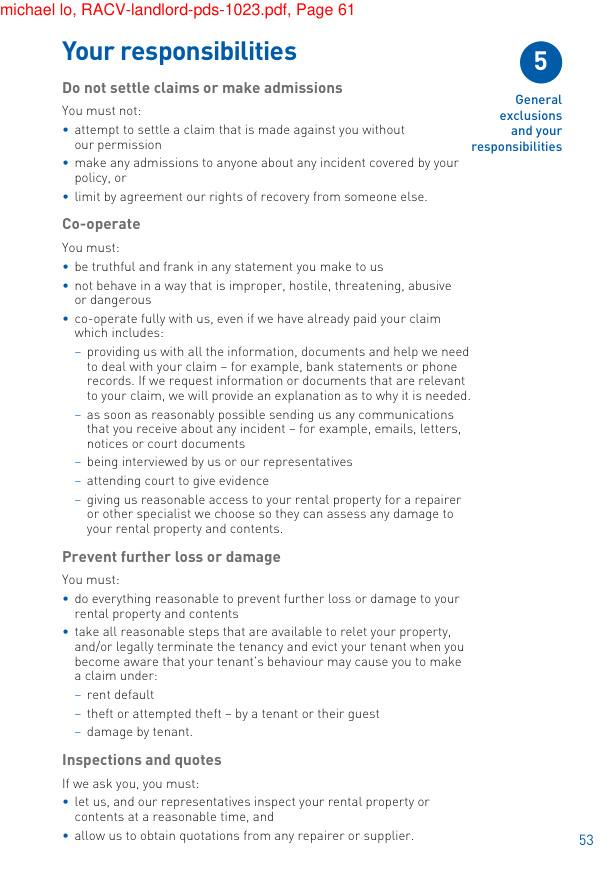 michael lo, RACV-landlord-pds-1023.pdf, Page 61
Your responsibilities
5
General
exclusions
and your
responsibilities
Do not settle claims or make admissions
You must not:
• attempt to settle a claim that is made against you without
our permission
• make any admissions to anyone about any incident covered by your
policy, or
• limit by agreement our rights of recovery from someone else.
Co-operate
You must:
• be truthful and frank in any statement you make to us
• not behave in a way that is improper, hostile, threatening, abusive
or dangerous
• co-operate fully with us, even if we have already paid your claim
which includes:
– providing us with all the information, documents and help we need
to deal with your claim – for example, bank statements or phone
records. If we request information or documents that are relevant
to your claim, we will provide an explanation as to why it is needed.
– as soon as reasonably possible sending us any communications
that you receive about any incident – for example, emails, letters,
notices or court documents
– being interviewed by us or our representatives
– attending court to give evidence
– giving us reasonable access to your rental property for a repairer
or other specialist we choose so they can assess any damage to
your rental property and contents.
Prevent further loss or damage
You must:
• do everything reasonable to prevent further loss or damage to your
rental property and contents
• take all reasonable steps that are available to relet your property,
and/or legally terminate the tenancy and evict your tenant when you
become aware that your tenant's behaviour may cause you to make
a claim under:
– rent default
– theft or attempted theft – by a tenant or their guest
– damage by tenant.
Inspections and quotes
If we ask you, you must:
• let us, and our representatives inspect your rental property or
contents at a reasonable time, and
• allow us to obtain quotations from any repairer or supplier.
53